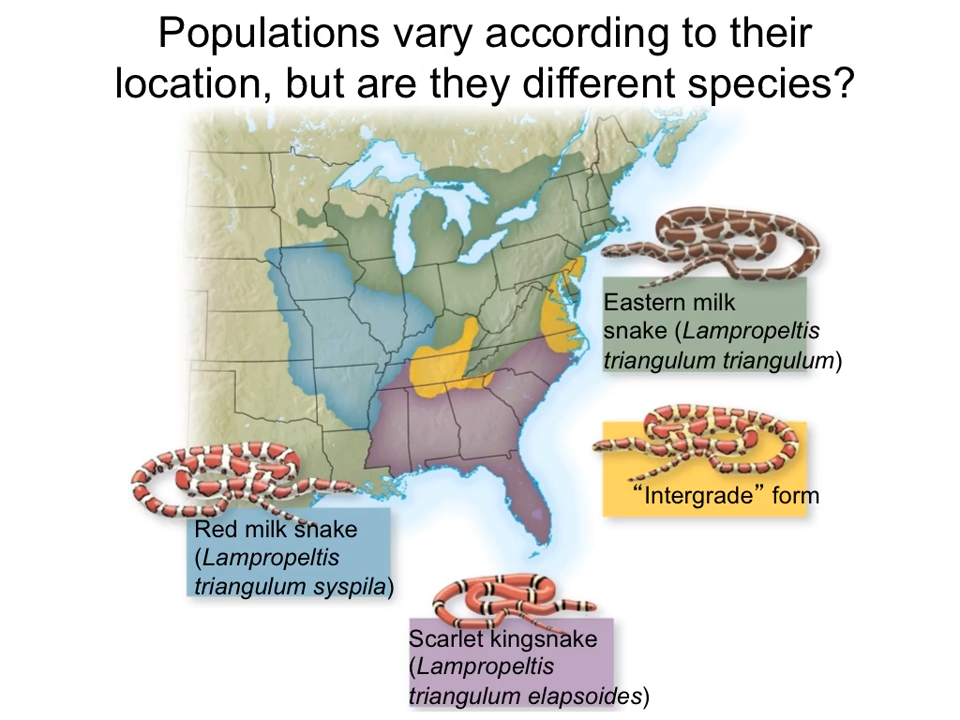 Populations vary according to their
location, but are they different species?
Eastern milk
snake (Lampropeltis
triangulum triangulum)
“Intergrade” form
Red milk snake
(Lampropeltis
triangulum syspila)
Scarlet kingsnake
(Lampropeltis
triangulum elapsoides)